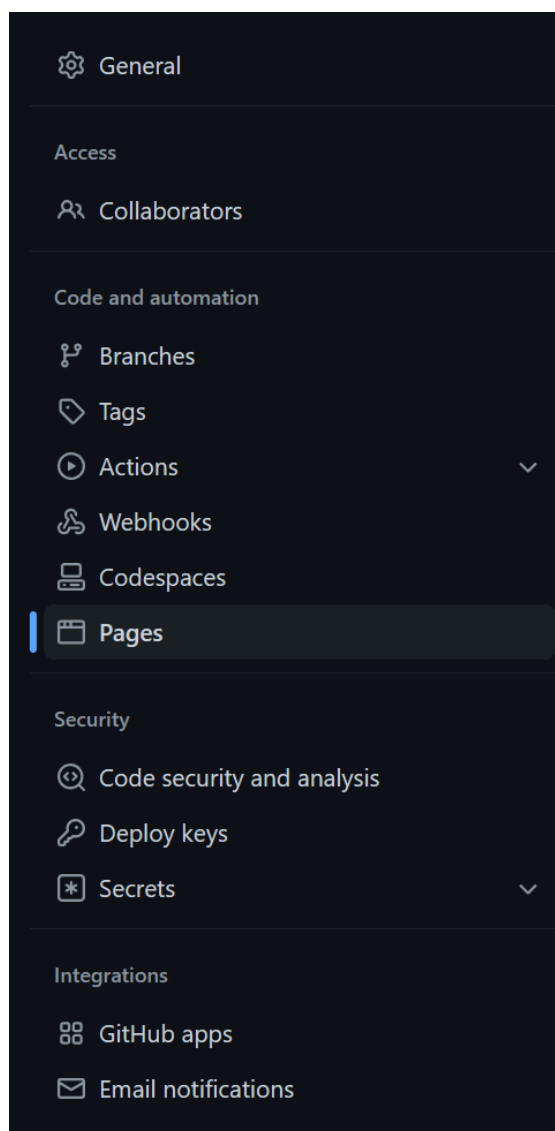 General
Access
Collaborators
Code and automation
Branches
Tags
Actions
Webhooks
Codespaces
Pages
Security
Code security and analysis
Deploy keys
Secrets
Integrations
GitHub apps
Email notifications